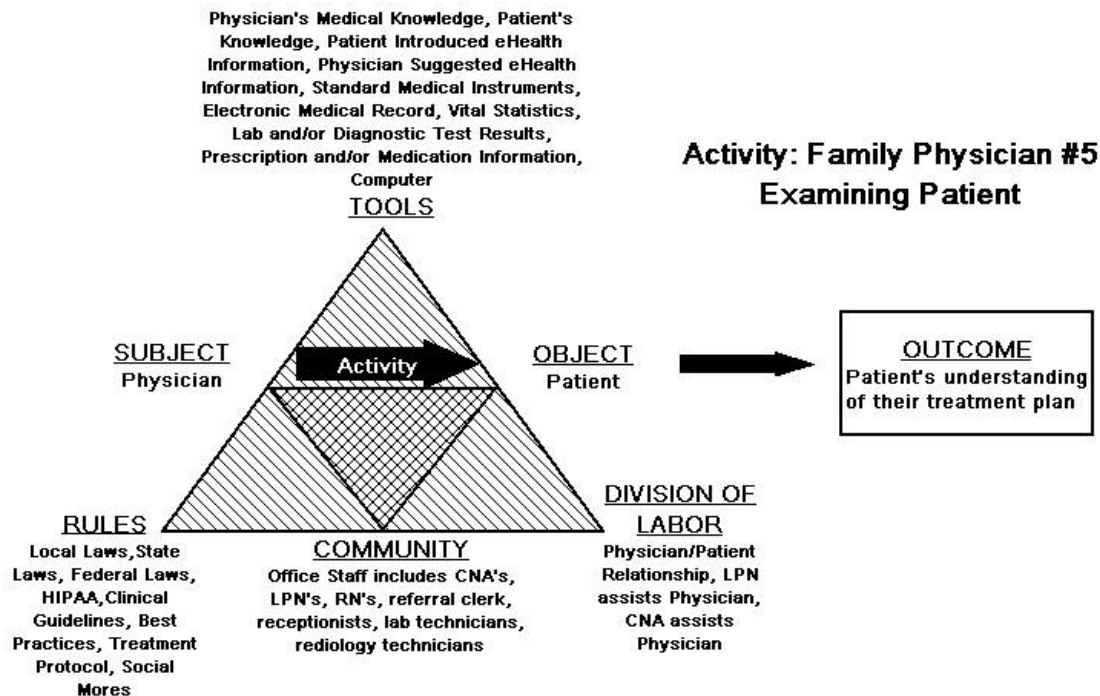 Physician's Medical Knowledge, Patient's
Knowledge, Patient Introduced eHealth
Information, Physician Suggested eHealth
Information, Standard Medical Instruments,
Electronic Medical Record, Vital Statistics,
Lab and/or Diagnostic Test Results,
Prescription and/or Medication Information,
Computer
TOOLS
Activity: Family Physician #5
Examining Patient
SUBJECT
Physician
Activity
OBJECT
Patient
OUTCOME
Patient's understanding
of their treatment plan
RULES
Local Laws,State
Laws, Federal Laws,
HIPAA,Clinical
Guidelines, Best
Practices, Treatment
Protocol, Social
Mores
COMMUNITY
Office Staff includes CNA's,
LPN's, RN's, referral clerk,
receptionists, lab technicians,
rediology technicians
DIVISION OF
LABOR
Physician/Patient
Relationship, LPN
assists Physician,
CNA assists
Physician